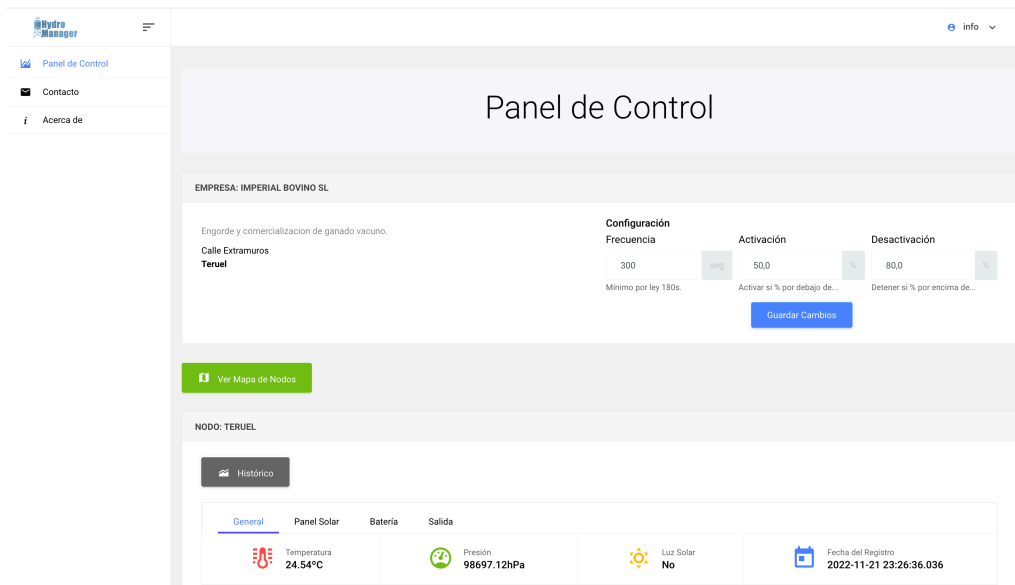 Hydro
Manager
info
Panel de Control
Contacto
i Acerca de
Panel de Control
EMPRESA: IMPERIAL BOVINO SL
Engorde y comercializacion de ganado vacuno.
Calle Extramuros
Teruel
Configuración
Frecuencia Activación Desactivación
300 seg 50,0 % 80,0 %
Mínimo por ley 180s. Activar si % por debajo de... Detener si % por encima de...
Guardar Cambios
Ver Mapa de Nodos
NODO: TERUEL
Histórico
General Panel Solar Batería Salida
Temperatura Presión Luz Solar Fecha del Registro
24.54ºC 98697.12hPa No 2022-11-21 23:26:36.036